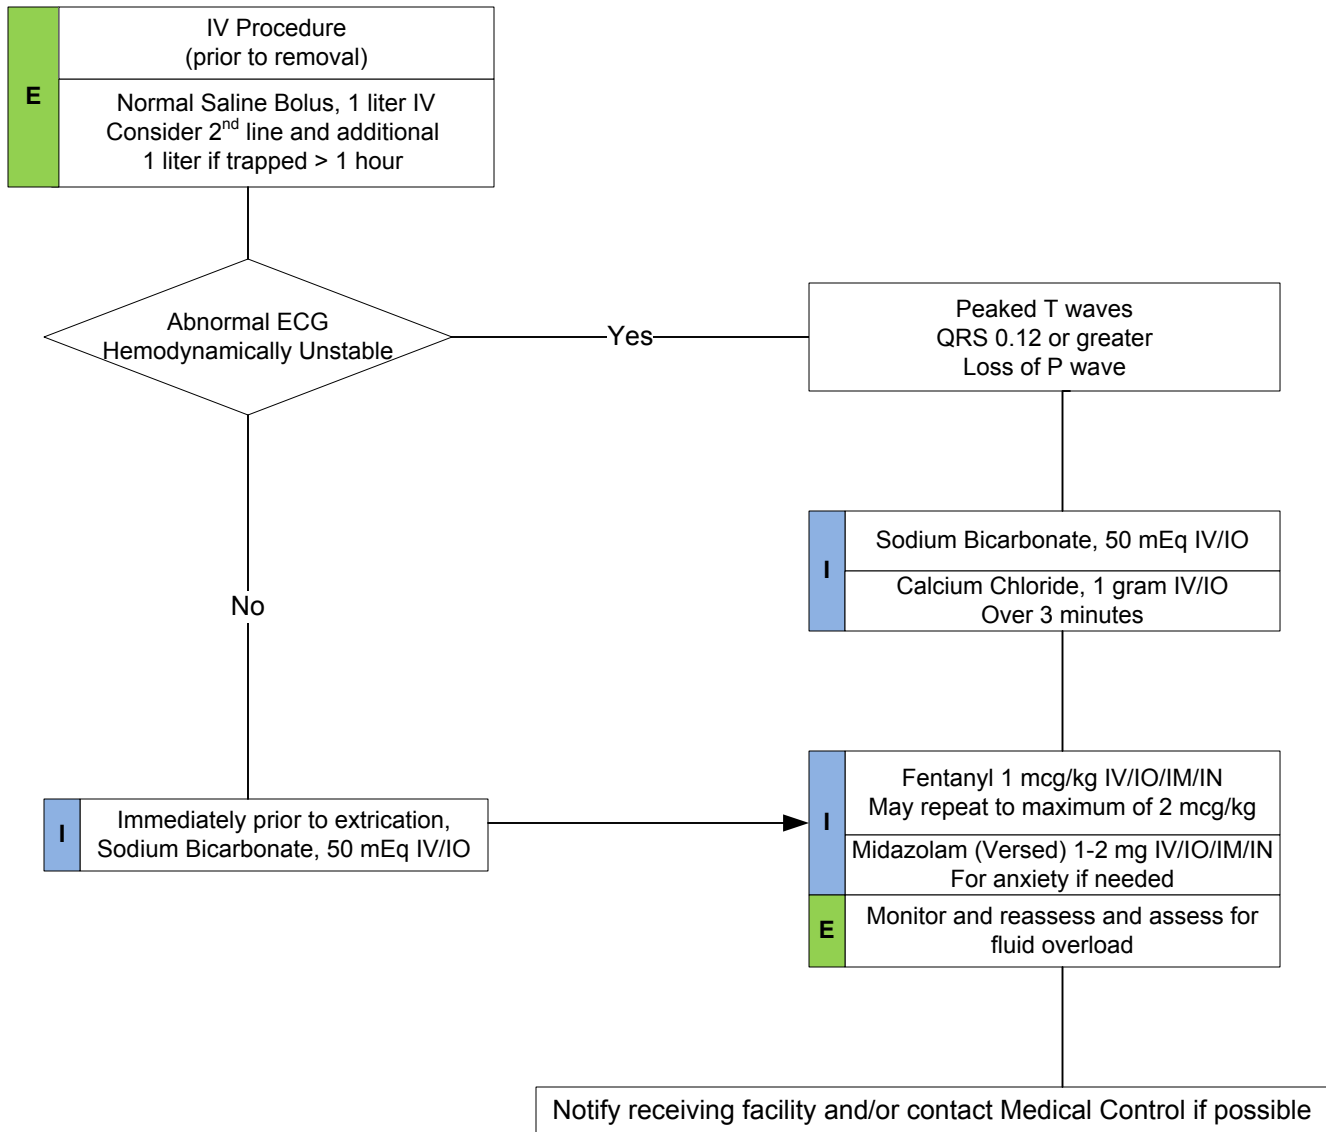 E
IV Procedure
(prior to removal)
Normal Saline Bolus, 1 liter IV
Consider 2nd line and additional
1 liter if trapped > 1 hour
Abnormal ECG
Hemodynamically Unstable
Yes
Peaked T waves
QRS 0.12 or greater
Loss of P wave
I
Sodium Bicarbonate, 50 mEq IV/IO
Calcium Chloride, 1 gram IV/IO
Over 3 minutes
No
I
Immediately prior to extrication,
Sodium Bicarbonate, 50 mEq IV/IO
I
Fentanyl 1 mcg/kg IV/IO/IM/IN
May repeat to maximum of 2 mcg/kg
Midazolam (Versed) 1-2 mg IV/IO/IM/IN
For anxiety if needed
E
Monitor and reassess and assess for
fluid overload
Notify receiving facility and/or contact Medical Control if possible